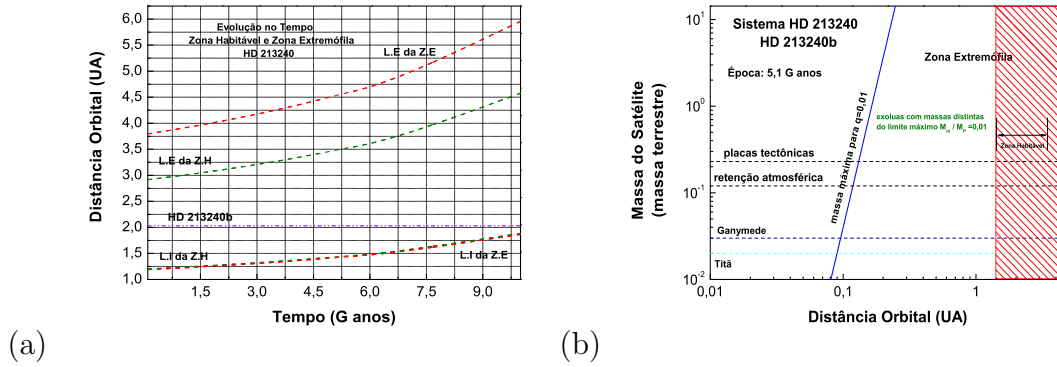 Evolução no Tempo
Zona Habitável e Zona Extremófila
HD 213240
L.E da Z.E
L.E da Z.H
HD 213240b
L.I da Z.H
L.I da Z.E
Distância Orbital (UA)
6,0
5,5
5,0
4,5
4,0
3,5
3,0
2,5
2,0
1,5
1,0
1,5
3,0
4,5
6,0
7,5
9,0
Tempo (G anos)
(a)
Sistema HD 213240
HD 213240b
Zona Extremófila
Época: 5,1 G anos
massa máxima para q=0,01
exoluas com massas distintas
do limite máximo Mm / MP =0,01
Zona Habitável
placas tectônicas
retenção atmosférica
Ganymede
Titã
Massa do Satélite
(massa terrestre)
10¹
10⁰
10⁻¹
10⁻²
0,01
0,1
1
Distância Orbital (UA)
(b)